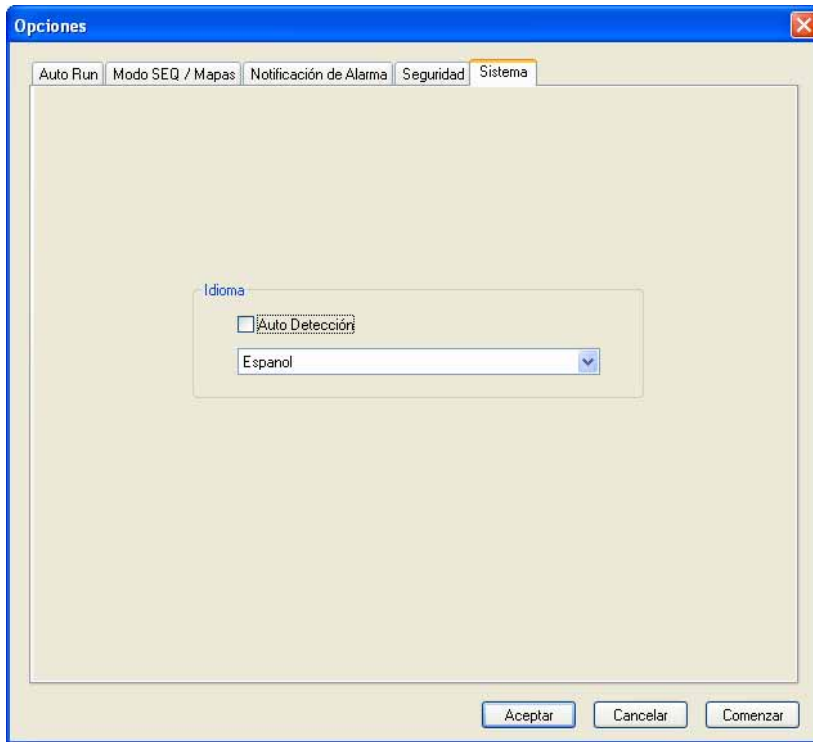 Opciones
Auto Run Modo SEQ / Mapas Notificación de Alarma Seguridad Sistema
Idioma
Auto Detección
Espanol
Aceptar Cancelar Comenzar